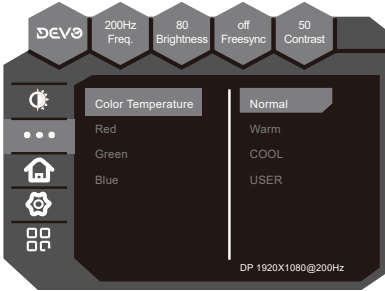 DEVO
200Hz
Freq.
80
Brightness
off
Freesync
50
Contrast
Color Temperature
Normal
Red
Warm
Green
COOL
Blue
USER
DP 1920X1080@200Hz